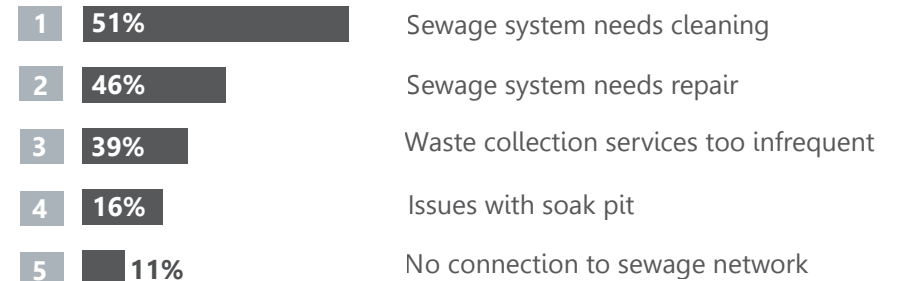 1 51% Sewage system needs cleaning
2 46% Sewage system needs repair
3 39% Waste collection services too infrequent
4 16% Issues with soak pit
5 11% No connection to sewage network